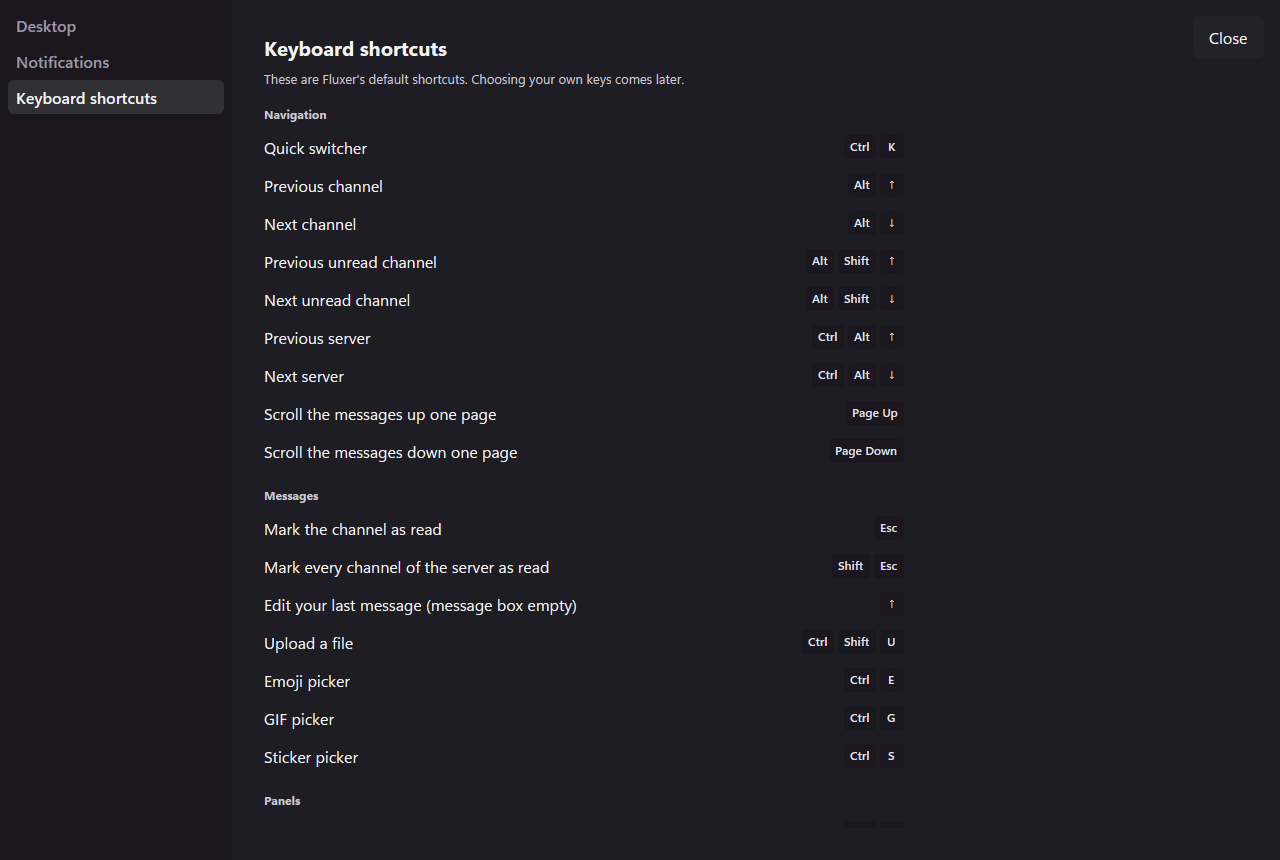 Desktop
Notifications
Keyboard shortcuts
Close
Keyboard shortcuts
These are Fluxer's default shortcuts. Choosing your own keys comes later.
Navigation
Quick switcher Ctrl K
Previous channel Alt ↑
Next channel Alt ↓
Previous unread channel Alt Shift ↑
Next unread channel Alt Shift ↓
Previous server Ctrl Alt ↑
Next server Ctrl Alt ↓
Scroll the messages up one page Page Up
Scroll the messages down one page Page Down
Messages
Mark the channel as read Esc
Mark every channel of the server as read Shift Esc
Edit your last message (message box empty) ↑
Upload a file Ctrl Shift U
Emoji picker Ctrl E
GIF picker Ctrl G
Sticker picker Ctrl S
Panels